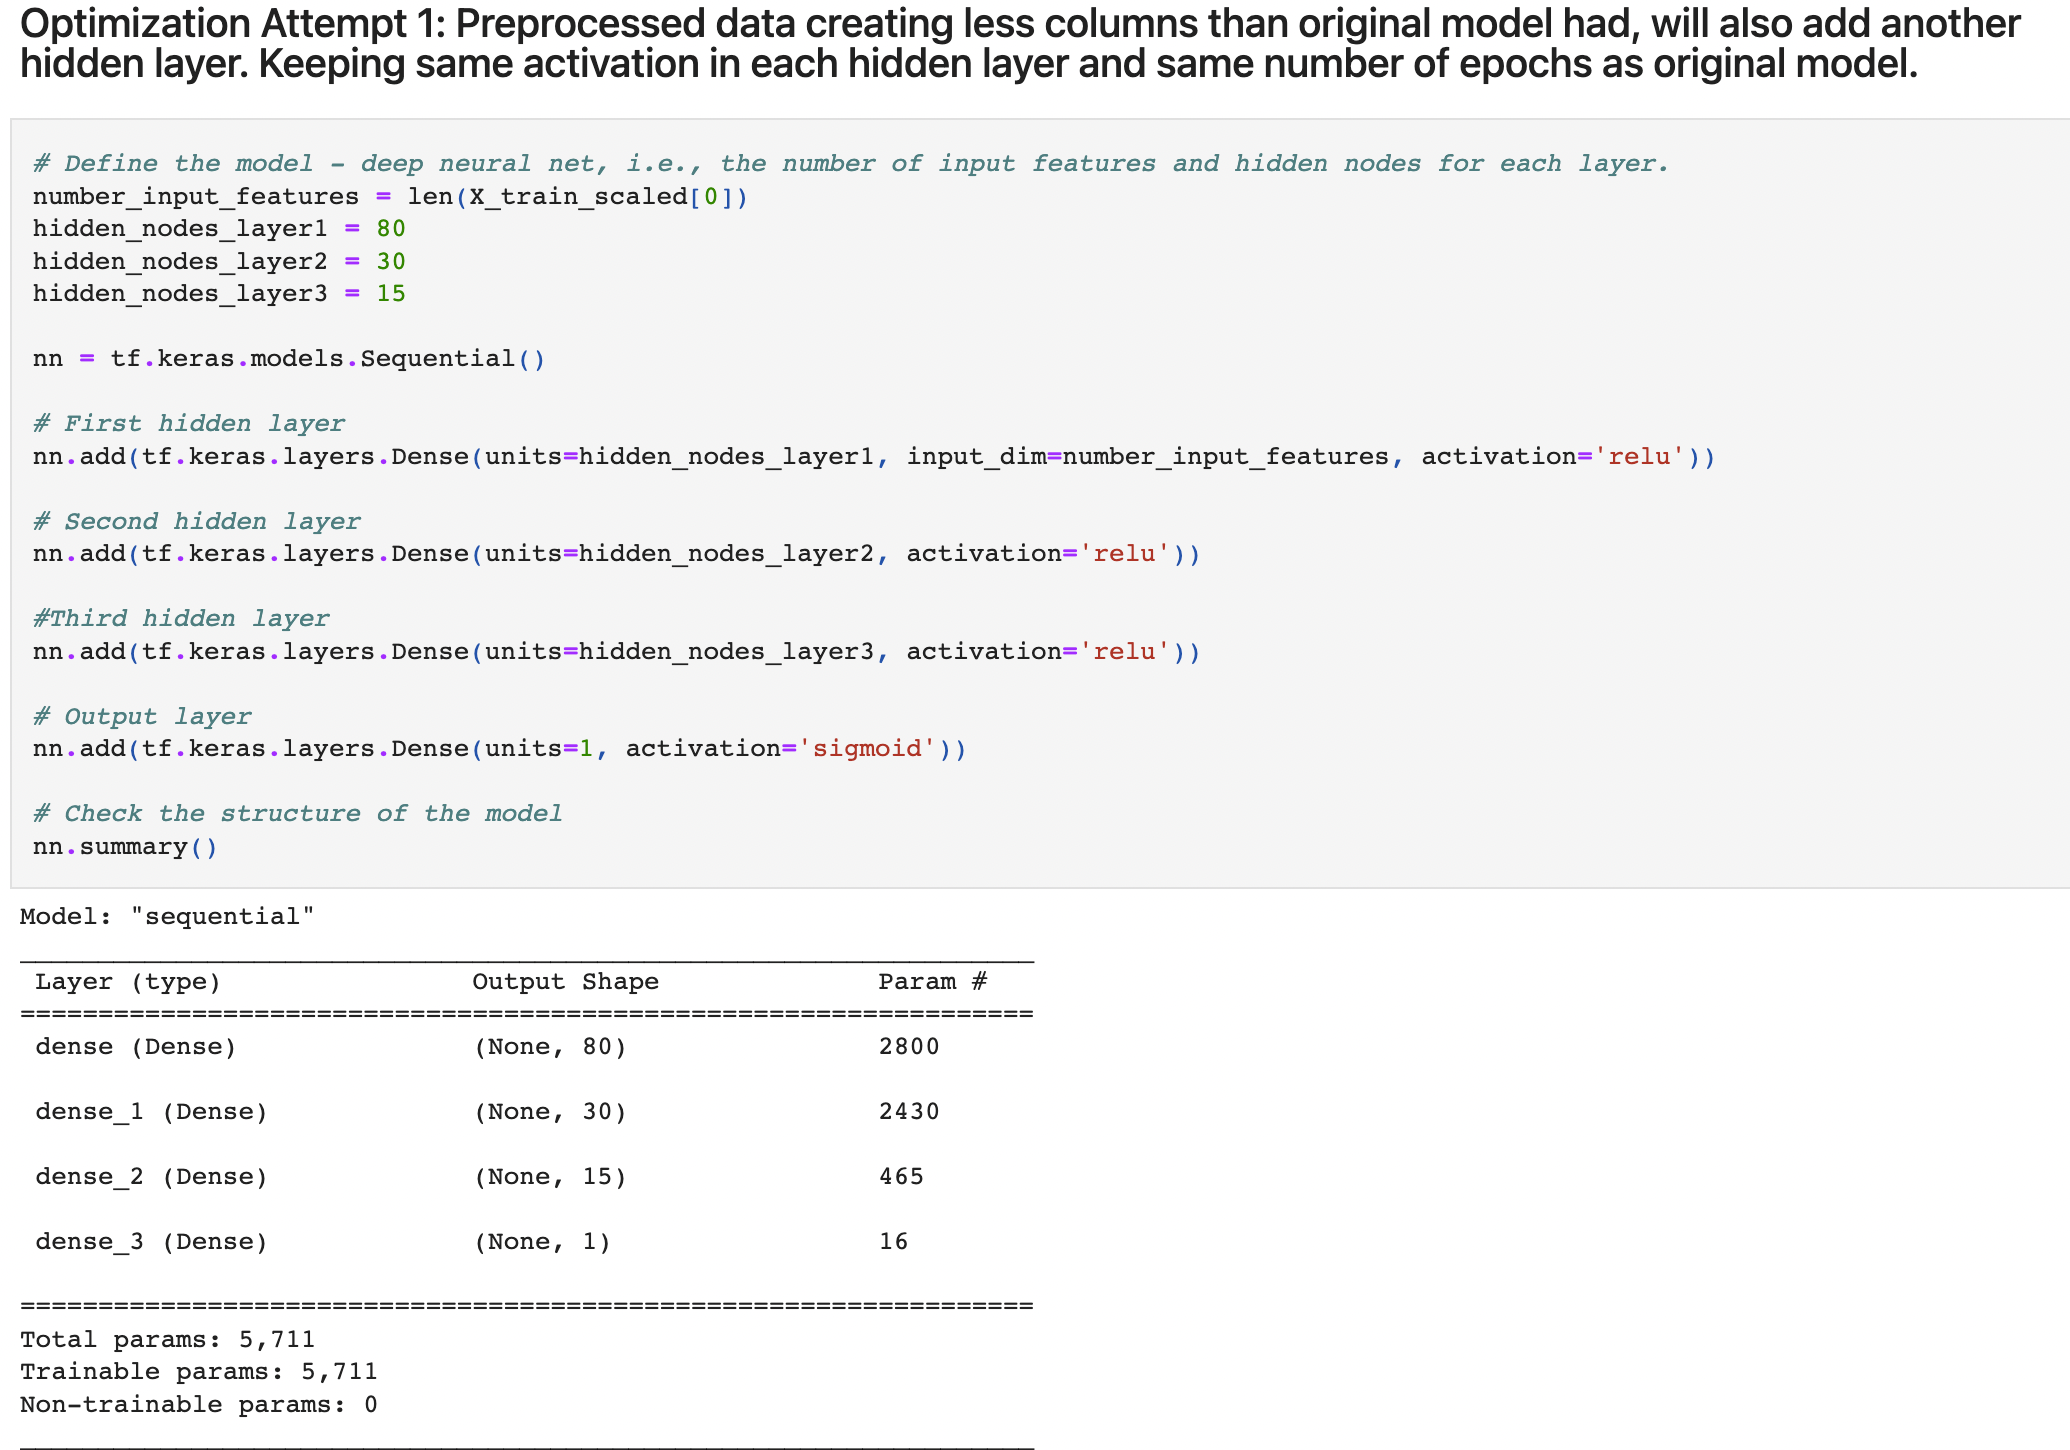 Optimization Attempt 1: Preprocessed data creating less columns than original model had, will also add another
hidden layer. Keeping same activation in each hidden layer and same number of epochs as original model.
# Define the model - deep neural net, i.e., the number of input features and hidden nodes for each layer.
number_input_features = len(X_train_scaled[0])
hidden_nodes_layer1 = 80
hidden_nodes_layer2 = 30
hidden_nodes_layer3 = 15
nn = tf.keras.models.Sequential()
# First hidden layer
nn.add(tf.keras.layers.Dense(units=hidden_nodes_layer1, input_dim=number_input_features, activation='relu'))
# Second hidden layer
nn.add(tf.keras.layers.Dense(units=hidden_nodes_layer2, activation='relu'))
#Third hidden layer
nn.add(tf.keras.layers.Dense(units=hidden_nodes_layer3, activation='relu'))
# Output layer
nn.add(tf.keras.layers.Dense(units=1, activation='sigmoid'))
# Check the structure of the model
nn.summary()
Model: "sequential"
_________________________________________________________________
Layer (type) Output Shape Param #
=================================================================
dense (Dense) (None, 80) 2800
dense_1 (Dense) (None, 30) 2430
dense_2 (Dense) (None, 15) 465
dense_3 (Dense) (None, 1) 16
=================================================================
Total params: 5,711
Trainable params: 5,711
Non-trainable params: 0
_________________________________________________________________